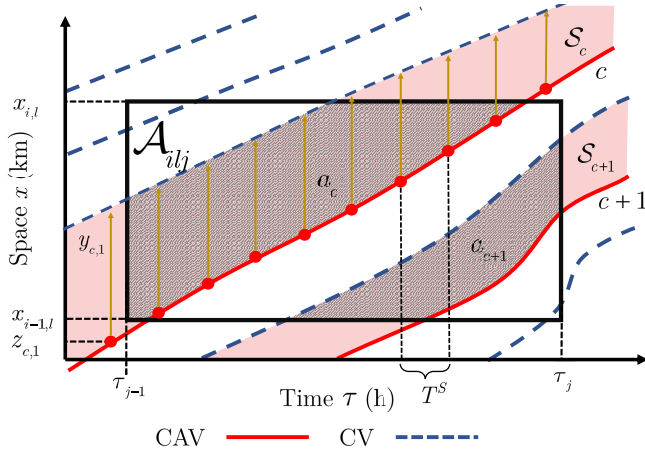 𝒮_c
c
x_{i,l}
𝒜_{ilj}
a_c
𝒮_{c+1}
c+1
Space x (km)
y_{c,1}
a_{c+1}
x_{i−1,l}
z_{c,1}
τ_{j−1}
Time τ (h)
T^S
τ_j
CAV
CV